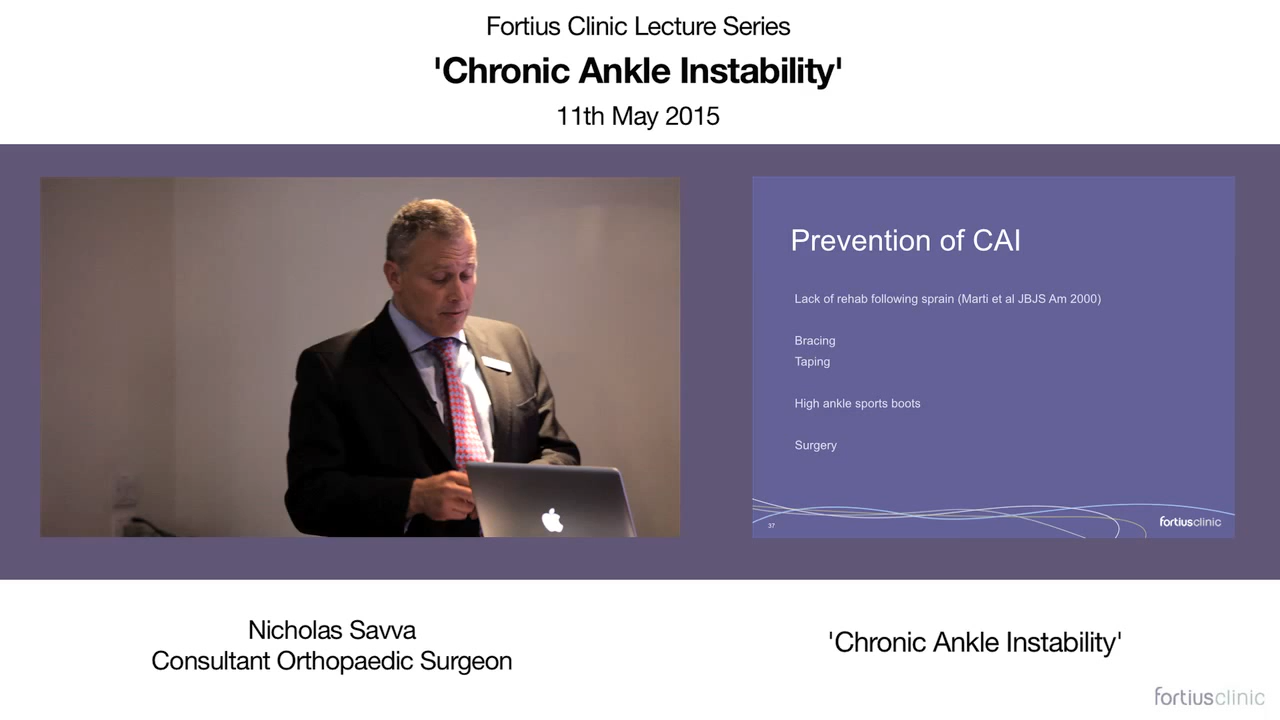 Fortius Clinic Lecture Series
'Chronic Ankle Instability'
11th May 2015
Prevention of CAI
Lack of rehab following sprain (Marti et al JBJS Am 2000)
Bracing
Taping
High ankle sports boots
Surgery
37
fortiusclinic
Nicholas Savva
Consultant Orthopaedic Surgeon
'Chronic Ankle Instability'
fortiusclinic